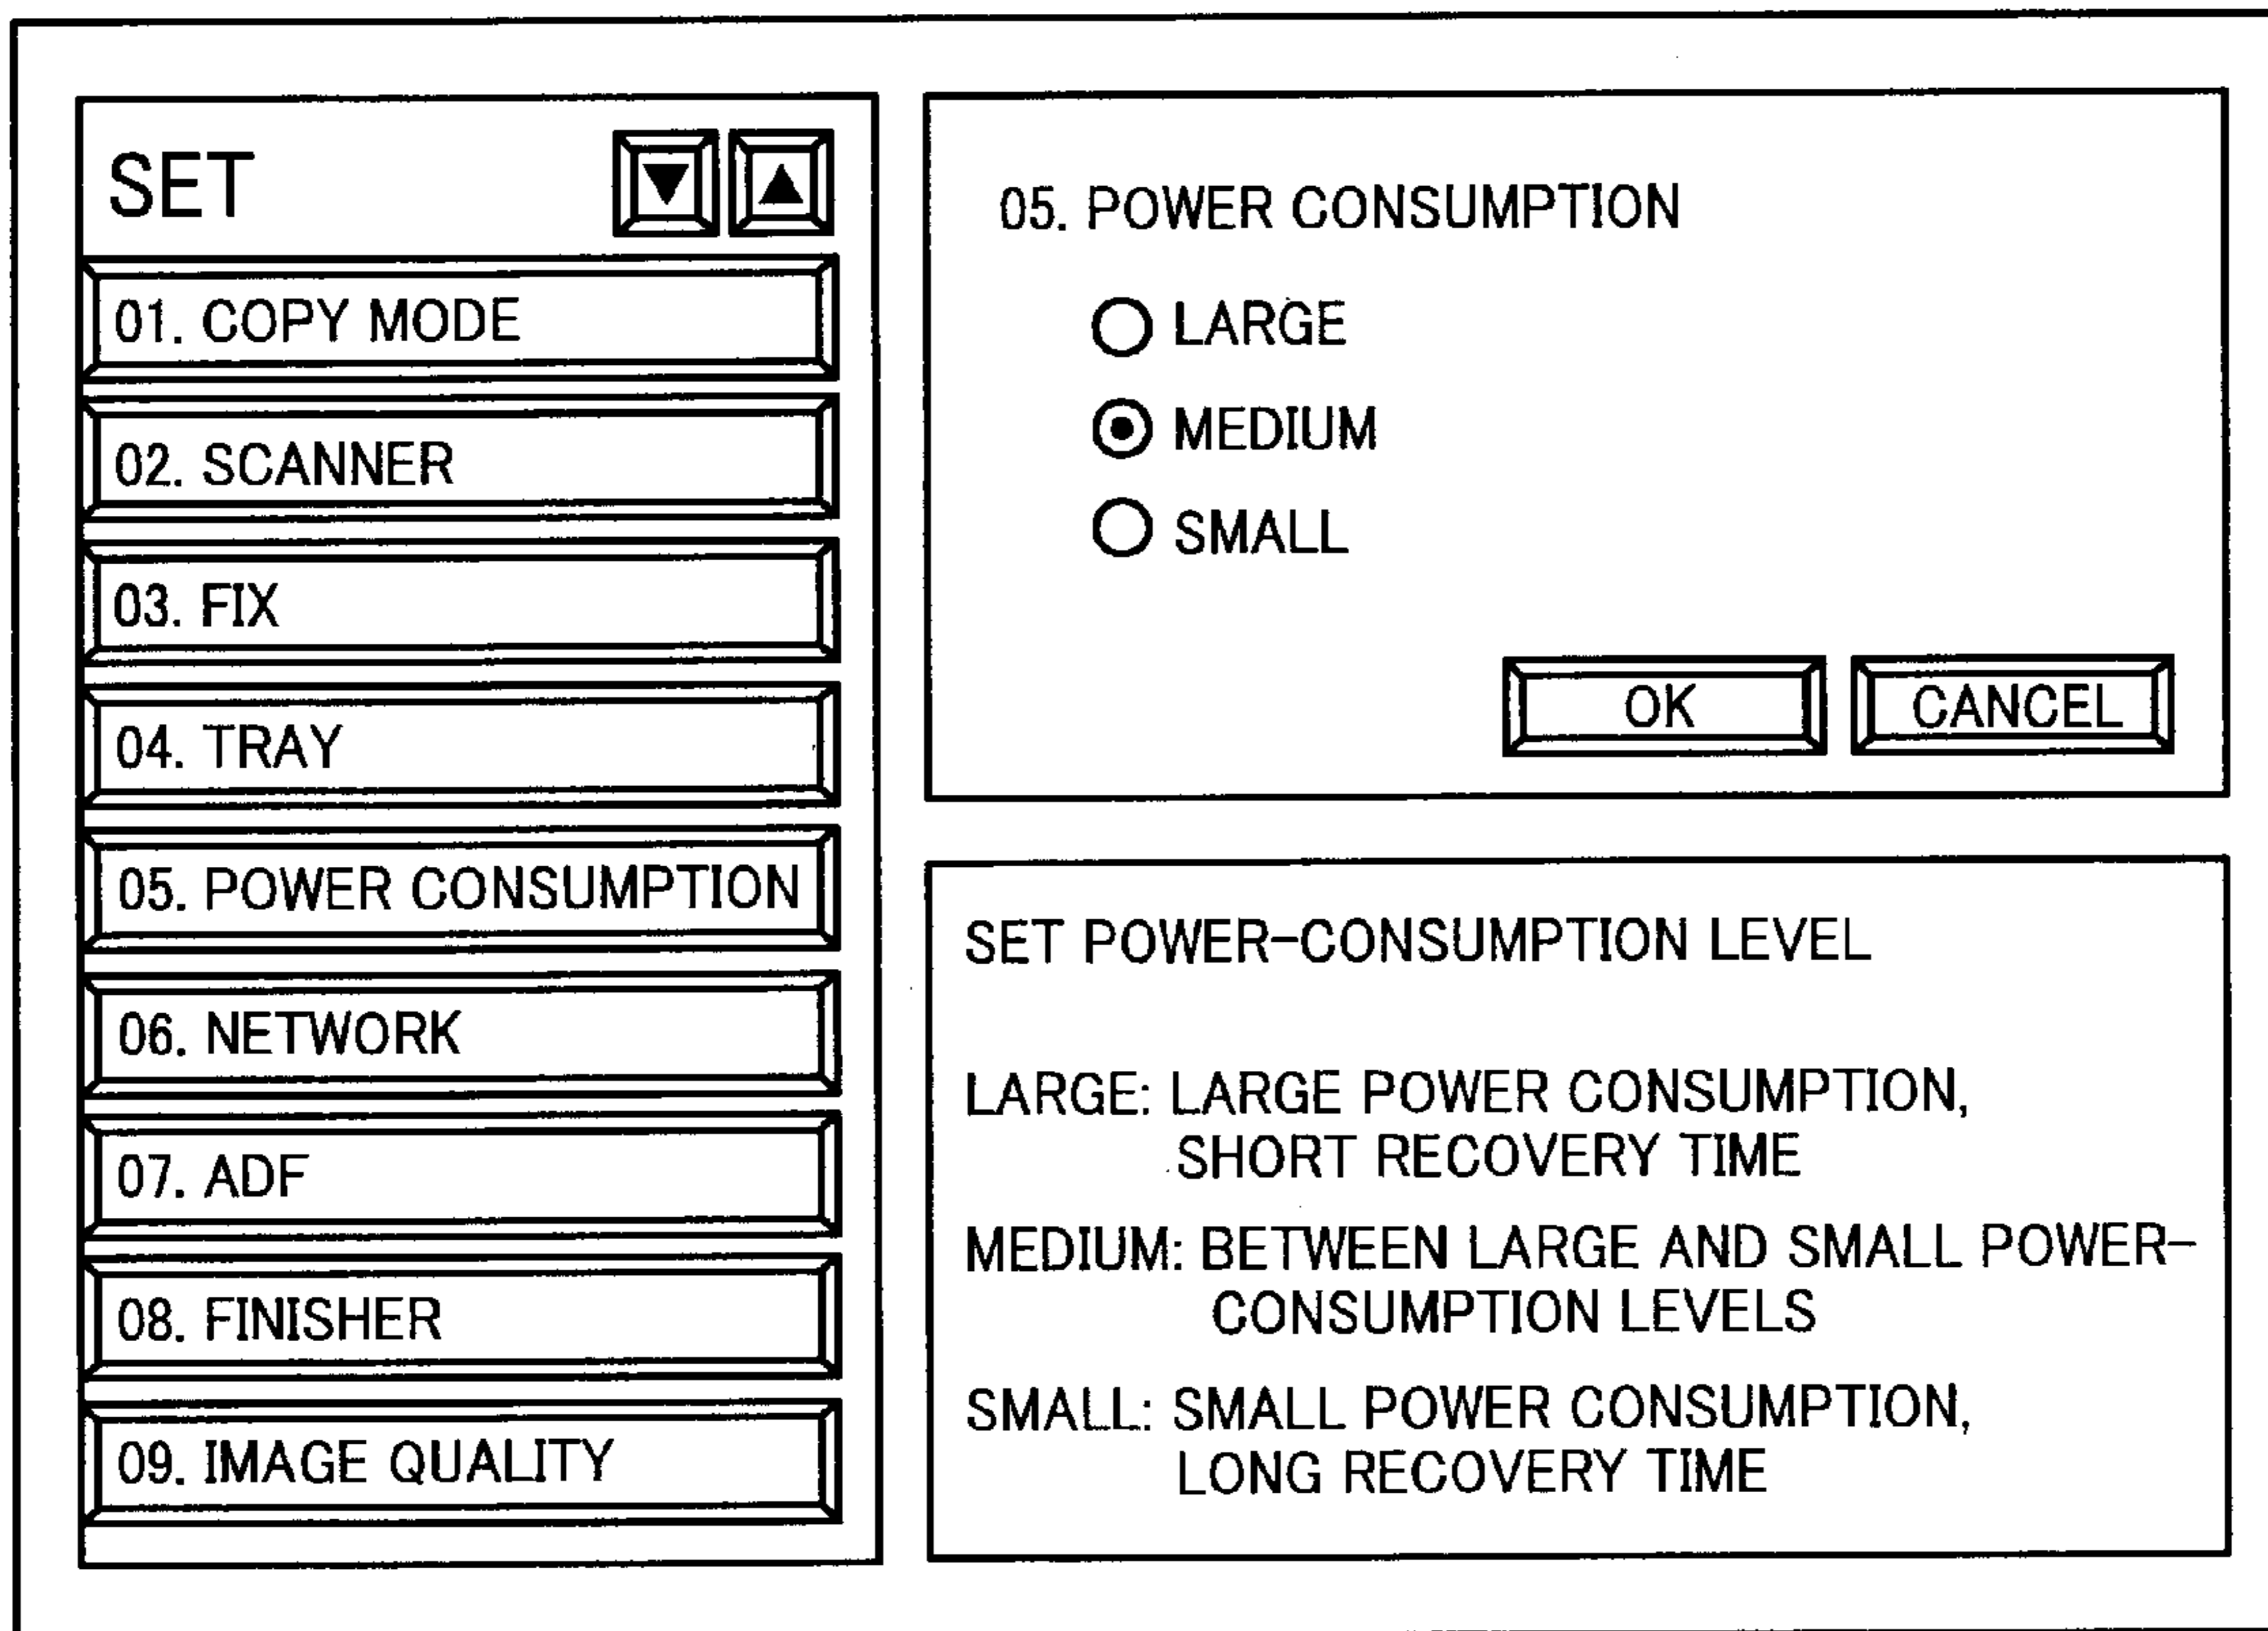 SET
01. COPY MODE
02. SCANNER
03. FIX
04. TRAY
05. POWER CONSUMPTION
06. NETWORK
07. ADF
08. FINISHER
09. IMAGE QUALITY
05. POWER CONSUMPTION
LARGE
MEDIUM
SMALL
OK
CANCEL
SET POWER-CONSUMPTION LEVEL
LARGE: LARGE POWER CONSUMPTION,
SHORT RECOVERY TIME
MEDIUM: BETWEEN LARGE AND SMALL POWER-
CONSUMPTION LEVELS
SMALL: SMALL POWER CONSUMPTION,
LONG RECOVERY TIME